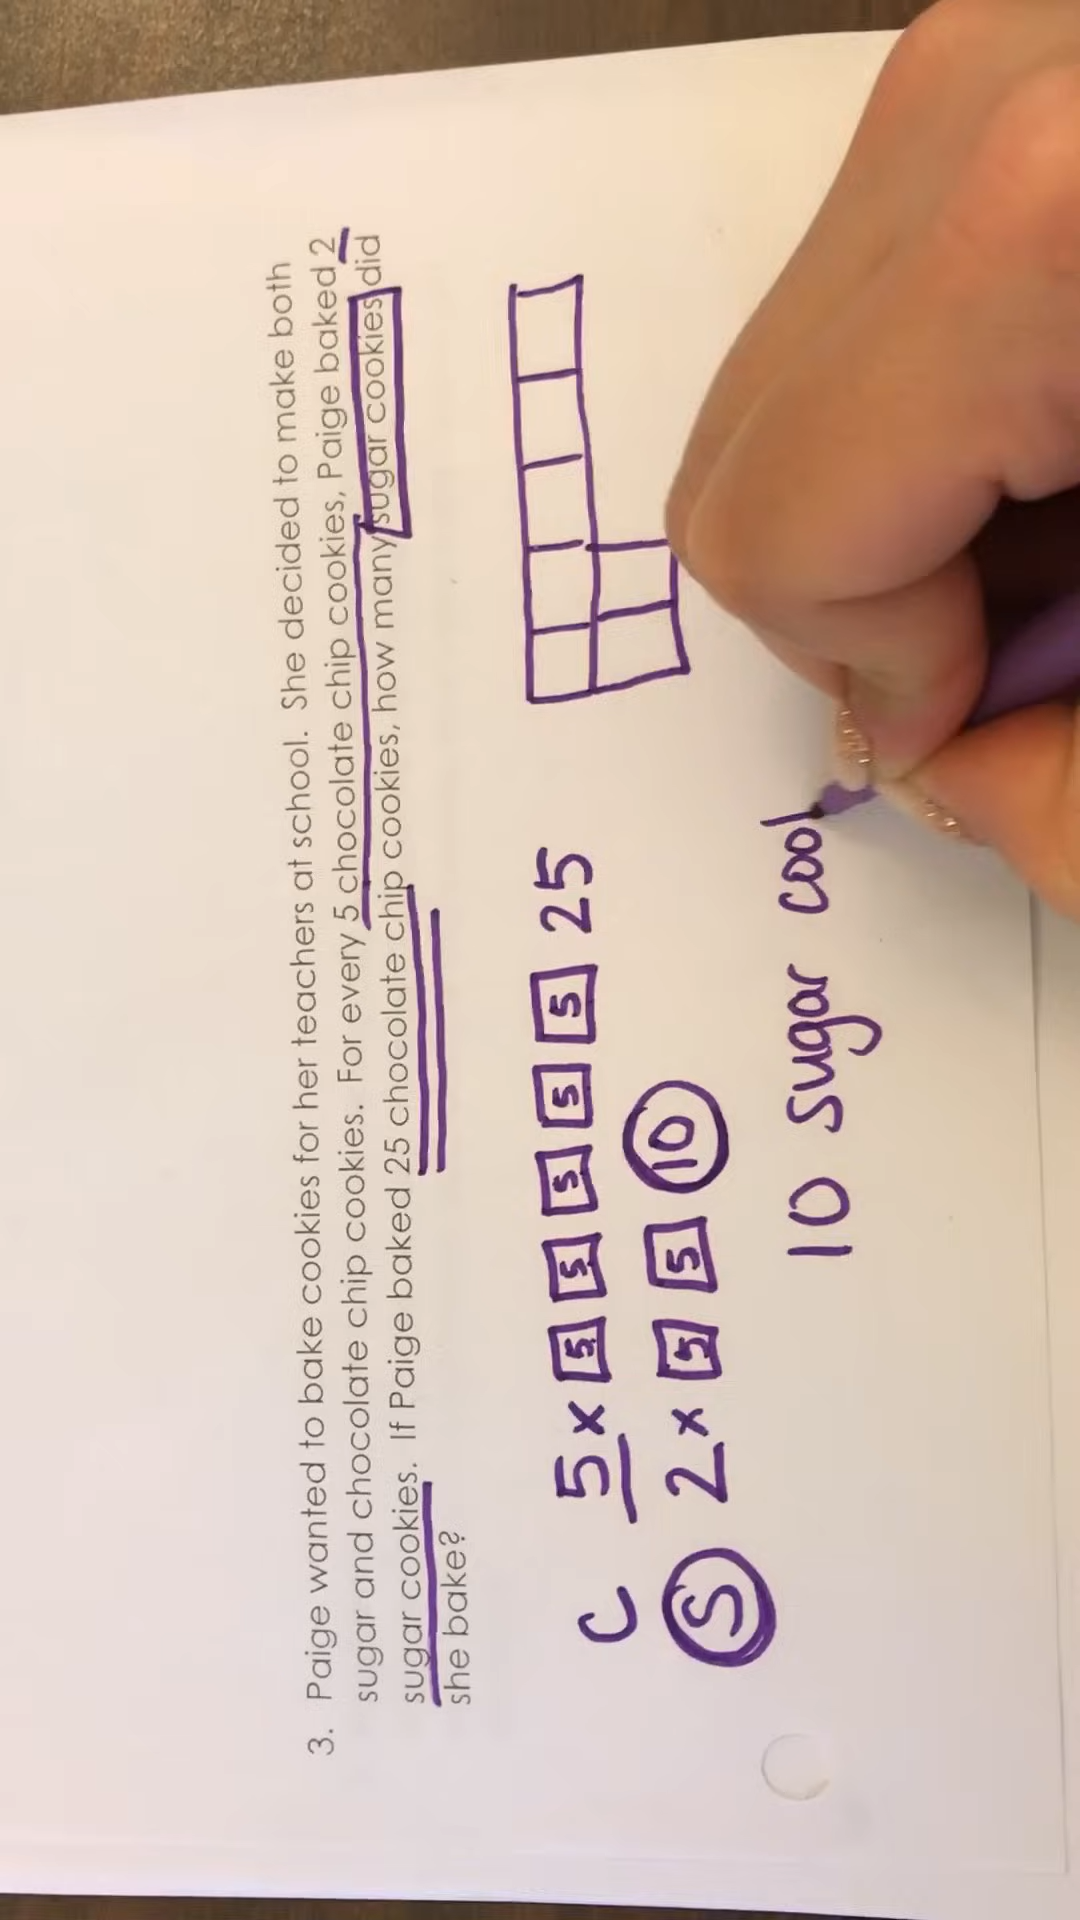 3. Paige wanted to bake cookies for her teachers at school. She decided to make both
sugar and chocolate chip cookies. For every 5 chocolate chip cookies, Paige baked 2
sugar cookies. If Paige baked 25 chocolate chip cookies, how many sugar cookies did
she bake?
C 5 x 5 5 5 5 5 25
S 2 x 5 5 10
10 sugar coo